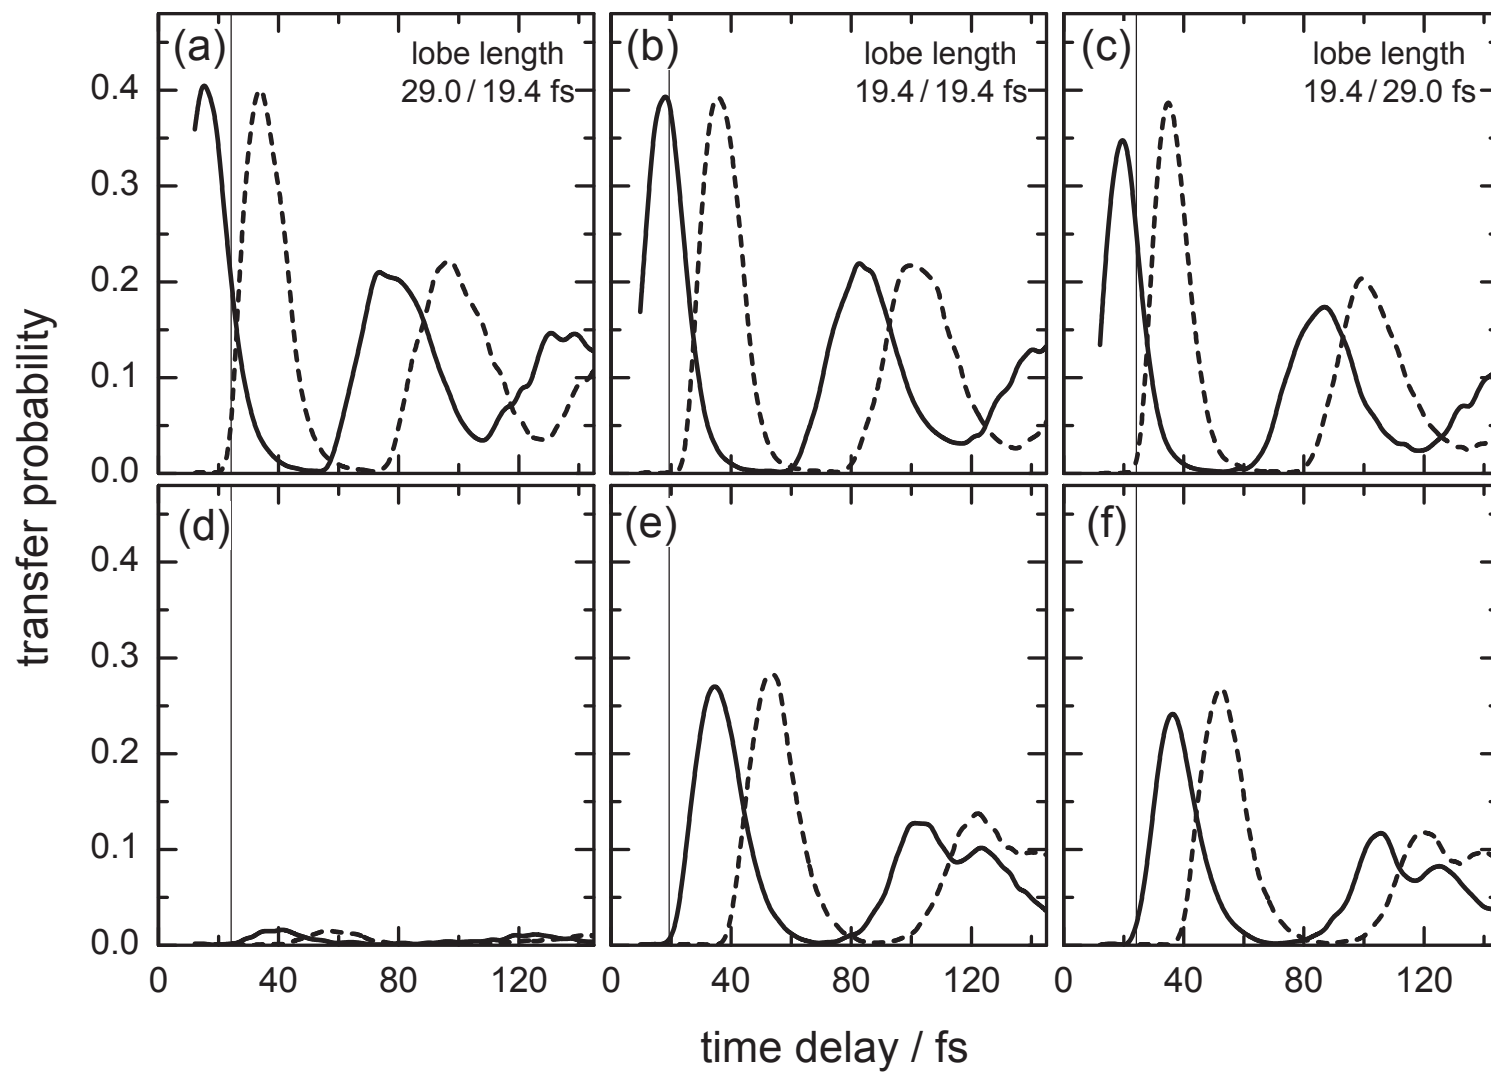 (a)
lobe length
29.0 / 19.4 fs
(b)
lobe length
19.4 / 19.4 fs
(c)
lobe length
19.4 / 29.0 fs
0.4
0.3
0.2
0.1
0.0
(d)
(e)
(f)
0.4
0.3
0.2
0.1
0.0
0 40 80 120 0 40 80 120 0 40 80 120
transfer probability
time delay / fs